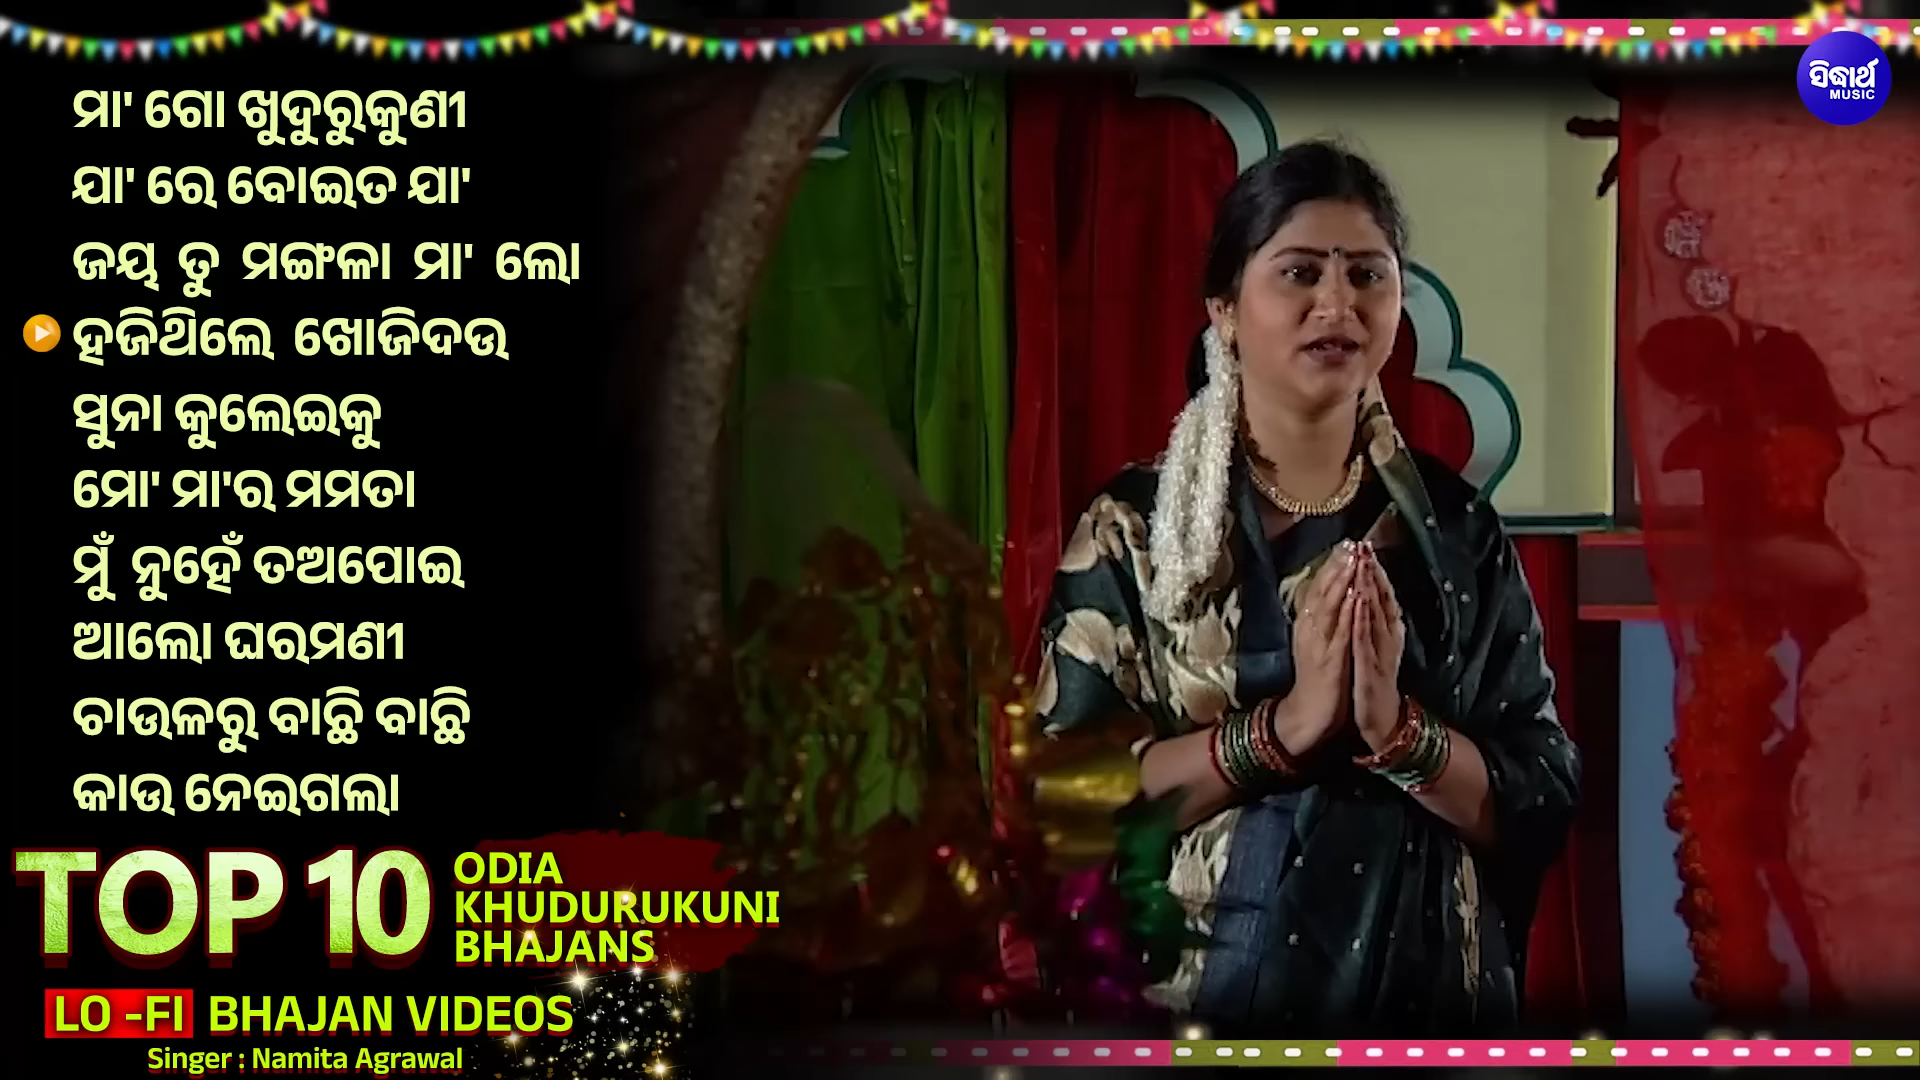 ସିଦ୍ଧାର୍ଥ
MUSIC
ମା' ଗୋ ଖୁଦୁରୁକୁଣୀ
ଯା' ରେ ବୋଇତ ଯା'
ଜୟ ତୁ ମଙ୍ଗଳା ମା' ଲୋ
ହଜିଥିଲେ ଖୋଜିଦଉ
ସୁନା କୁଲେଇକୁ
ମୋ' ମା'ର ମମତା
ମୁଁ ନୁହେଁ ତଅପୋଇ
ଆଲୋ ଘରମଣୀ
ଚାଉଳରୁ ବାଛି ବାଛି
କାଉ ନେଇଗଲା
TOP 10
ODIA
KHUDURUKUNI
BHAJANS
LO -FI BHAJAN VIDEOS
Singer : Namita Agrawal